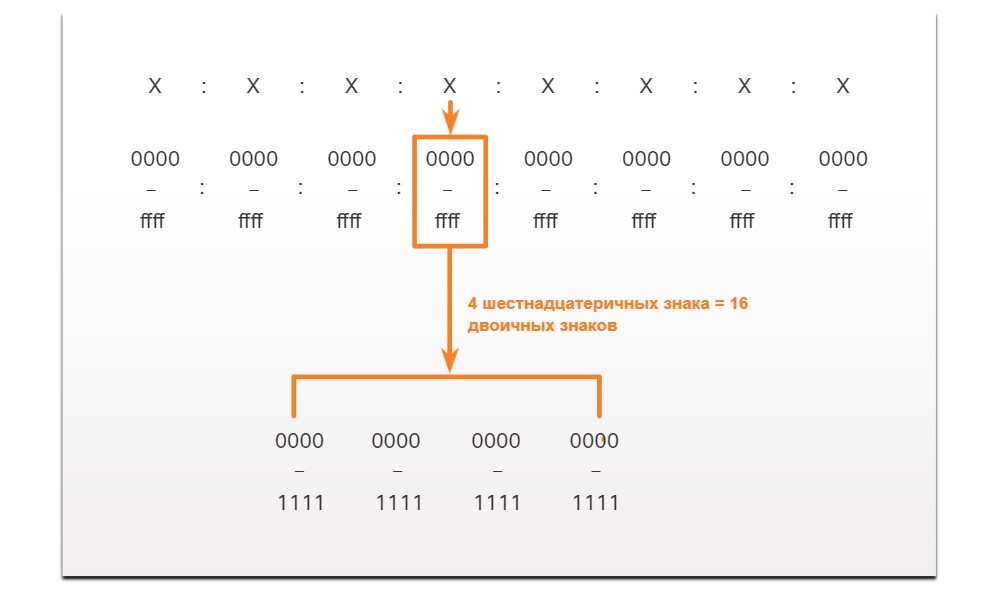 X : X : X : X : X : X : X : X
0000 0000 0000 0000 0000 0000 0000 0000
– : – : – : – : – : – : – : –
ffff ffff ffff ffff ffff ffff ffff ffff
4 шестнадцатеричных знака = 16
двоичных знаков
0000 0000 0000 0000
– – – –
1111 1111 1111 1111